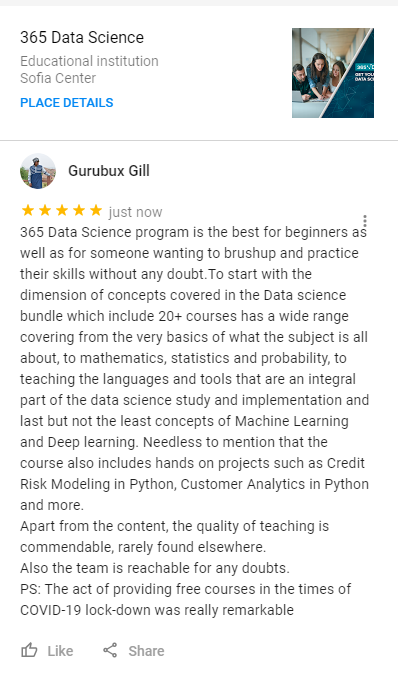 365 Data Science
Educational institution
Sofia Center
PLACE DETAILS
365
GET YOU
DATA SC
Gurubux Gill
just now
365 Data Science program is the best for beginners as
well as for someone wanting to brushup and practice
their skills without any doubt.To start with the
dimension of concepts covered in the Data science
bundle which include 20+ courses has a wide range
covering from the very basics of what the subject is all
about, to mathematics, statistics and probability, to
teaching the languages and tools that are an integral
part of the data science study and implementation and
last but not the least concepts of Machine Learning
and Deep learning. Needless to mention that the
course also includes hands on projects such as Credit
Risk Modeling in Python, Customer Analytics in Python
and more.
Apart from the content, the quality of teaching is
commendable, rarely found elsewhere.
Also the team is reachable for any doubts.
PS: The act of providing free courses in the times of
COVID-19 lock-down was really remarkable
Like Share